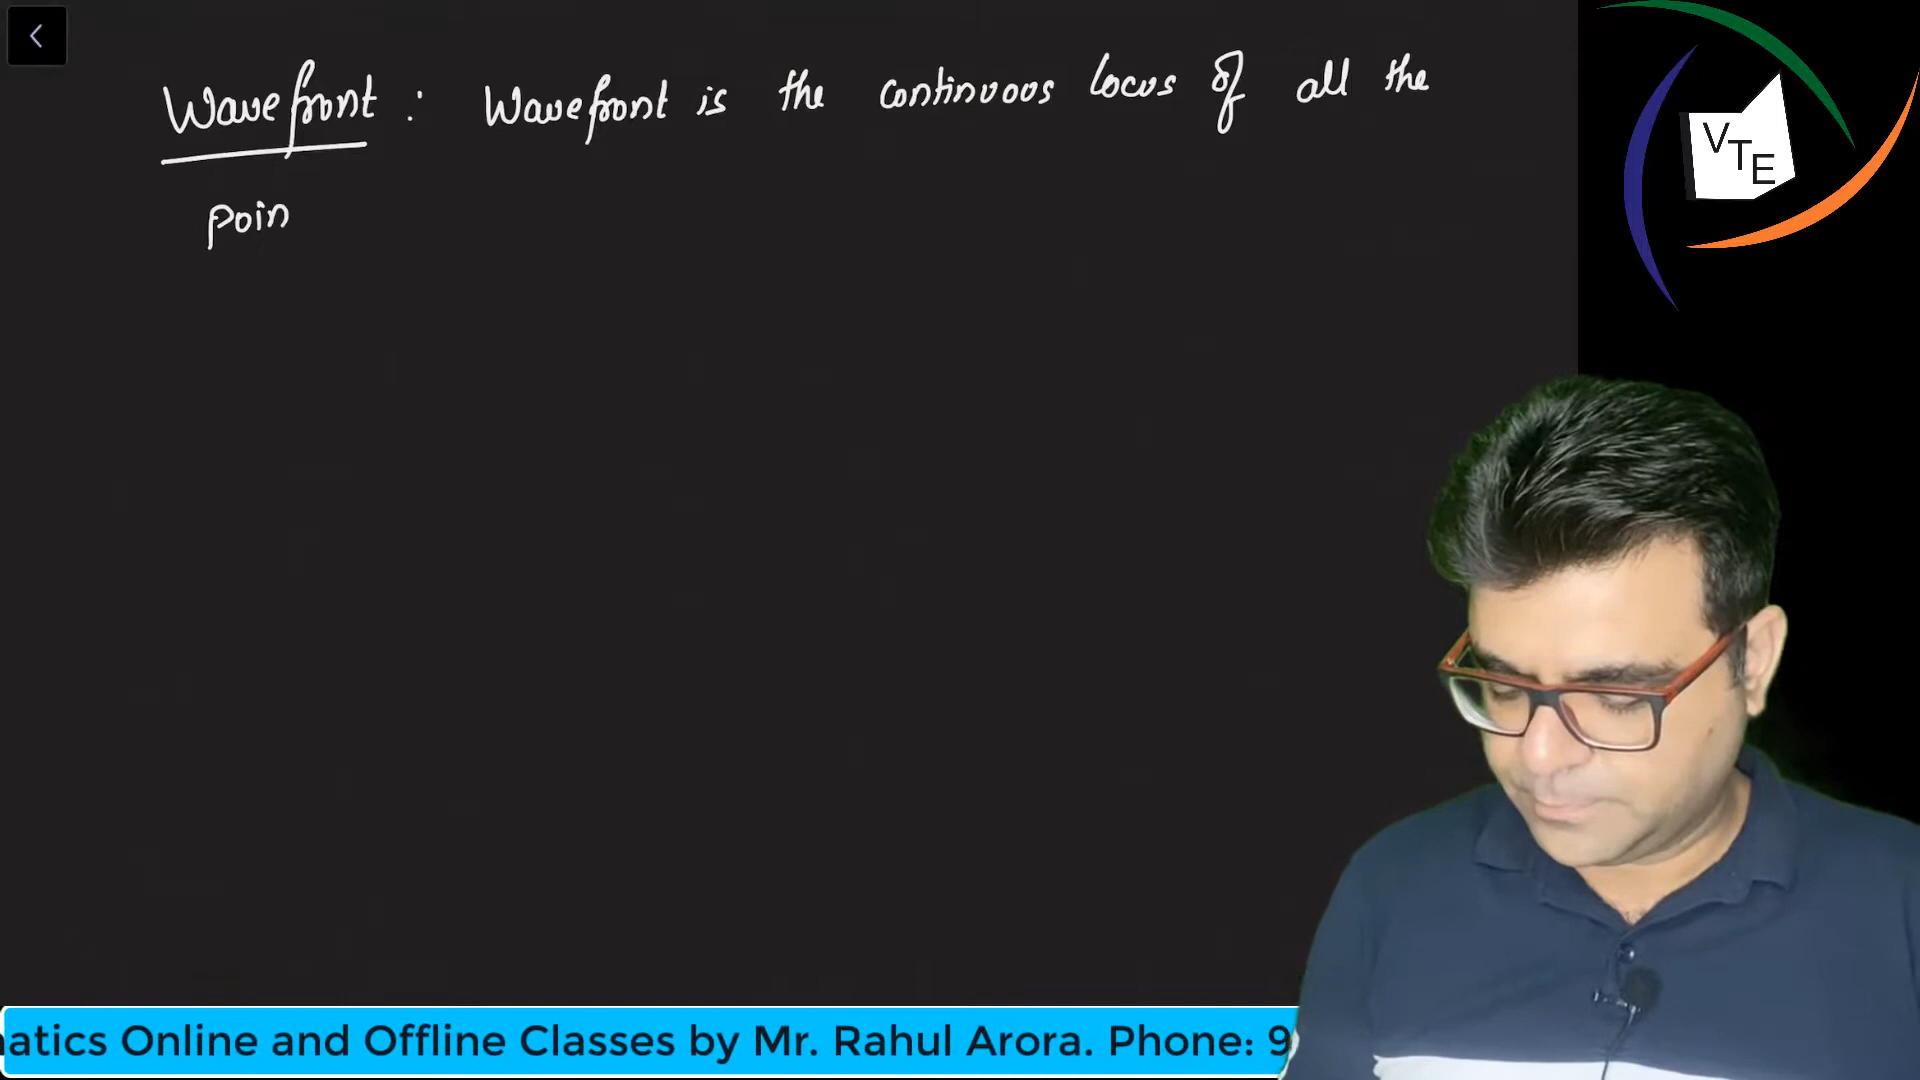 Wavefront : Wavefront is the continuous locus of all the
poin
VTE
atics Online and Offline Classes by Mr. Rahul Arora. Phone: 9